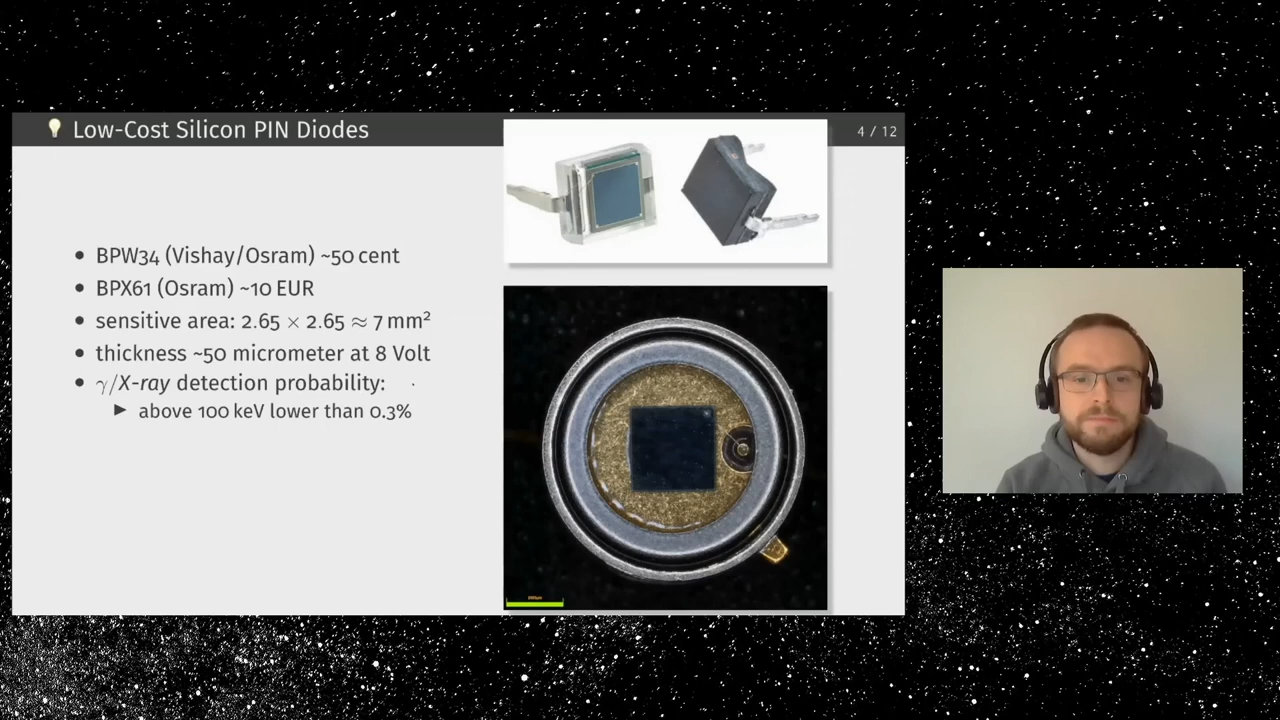 Low-Cost Silicon PIN Diodes
4 / 12
• BPW34 (Vishay/Osram) ~50 cent
• BPX61 (Osram) ~10 EUR
• sensitive area: 2.65 × 2.65 ≈ 7 mm²
• thickness ~50 micrometer at 8 Volt
• γ/X-ray detection probability:
▶ above 100 keV lower than 0.3%